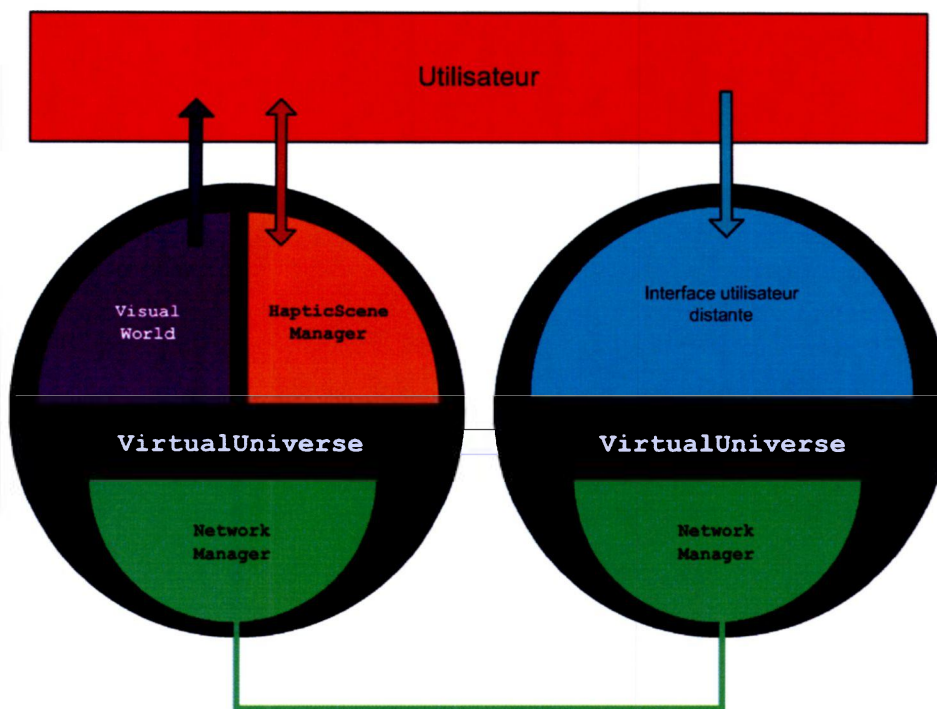 Utilisateur
Visual
World
HapticScene
Manager
Interface utilisateur
distante
VirtualUniverse
VirtualUniverse
Network
Manager
Network
Manager